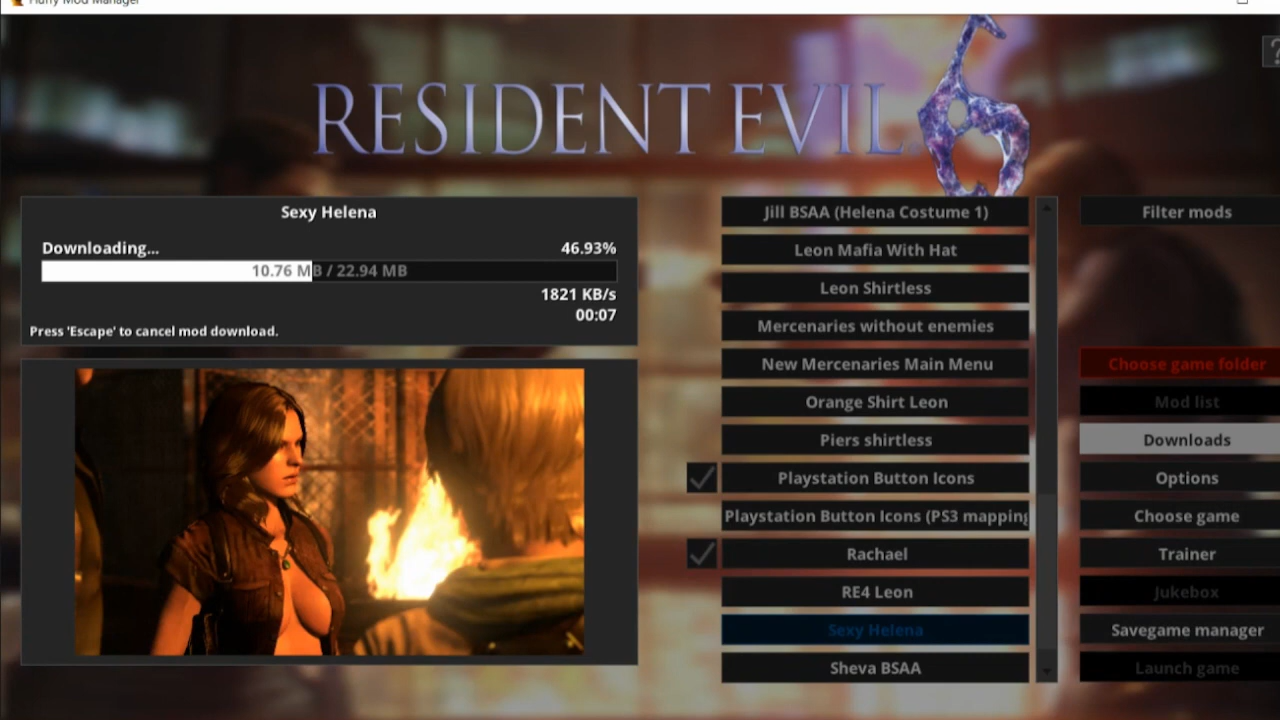 Fluffy Mod Manager
RESIDENT EVIL 6
?
Sexy Helena
Downloading... 46.93%
10.76 MB / 22.94 MB
1821 KB/s
00:07
Press 'Escape' to cancel mod download.
Jill BSAA (Helena Costume 1)
Leon Mafia With Hat
Leon Shirtless
Mercenaries without enemies
New Mercenaries Main Menu
Orange Shirt Leon
Piers shirtless
Playstation Button Icons
Playstation Button Icons (PS3 mapping
Rachael
RE4 Leon
Sexy Helena
Sheva BSAA
Filter mods
Choose game folder
Mod list
Downloads
Options
Choose game
Trainer
Jukebox
Savegame manager
Launch game